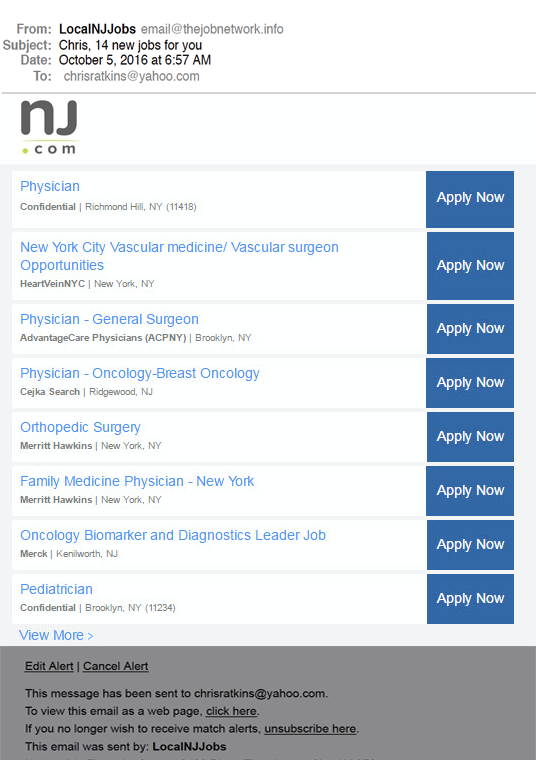 From: LocalNJJobs email@thejobnetwork.info
Subject: Chris, 14 new jobs for you
Date: October 5, 2016 at 6:57 AM
To: chrisratkins@yahoo.com
nj
.com
Physician
Confidential | Richmond Hill, NY (11418)
Apply Now
New York City Vascular medicine/ Vascular surgeon
Opportunities
HeartVeinNYC | New York, NY
Apply Now
Physician - General Surgeon
AdvantageCare Physicians (ACPNY) | Brooklyn, NY
Apply Now
Physician - Oncology-Breast Oncology
Cejka Search | Ridgewood, NJ
Apply Now
Orthopedic Surgery
Merritt Hawkins | New York, NY
Apply Now
Family Medicine Physician - New York
Merritt Hawkins | New York, NY
Apply Now
Oncology Biomarker and Diagnostics Leader Job
Merck | Kenilworth, NJ
Apply Now
Pediatrician
Confidential | Brooklyn, NY (11234)
Apply Now
View More >
Edit Alert | Cancel Alert
This message has been sent to chrisratkins@yahoo.com.
To view this email as a web page, click here.
If you no longer wish to receive match alerts, unsubscribe here.
This email was sent by: LocalNJJobs